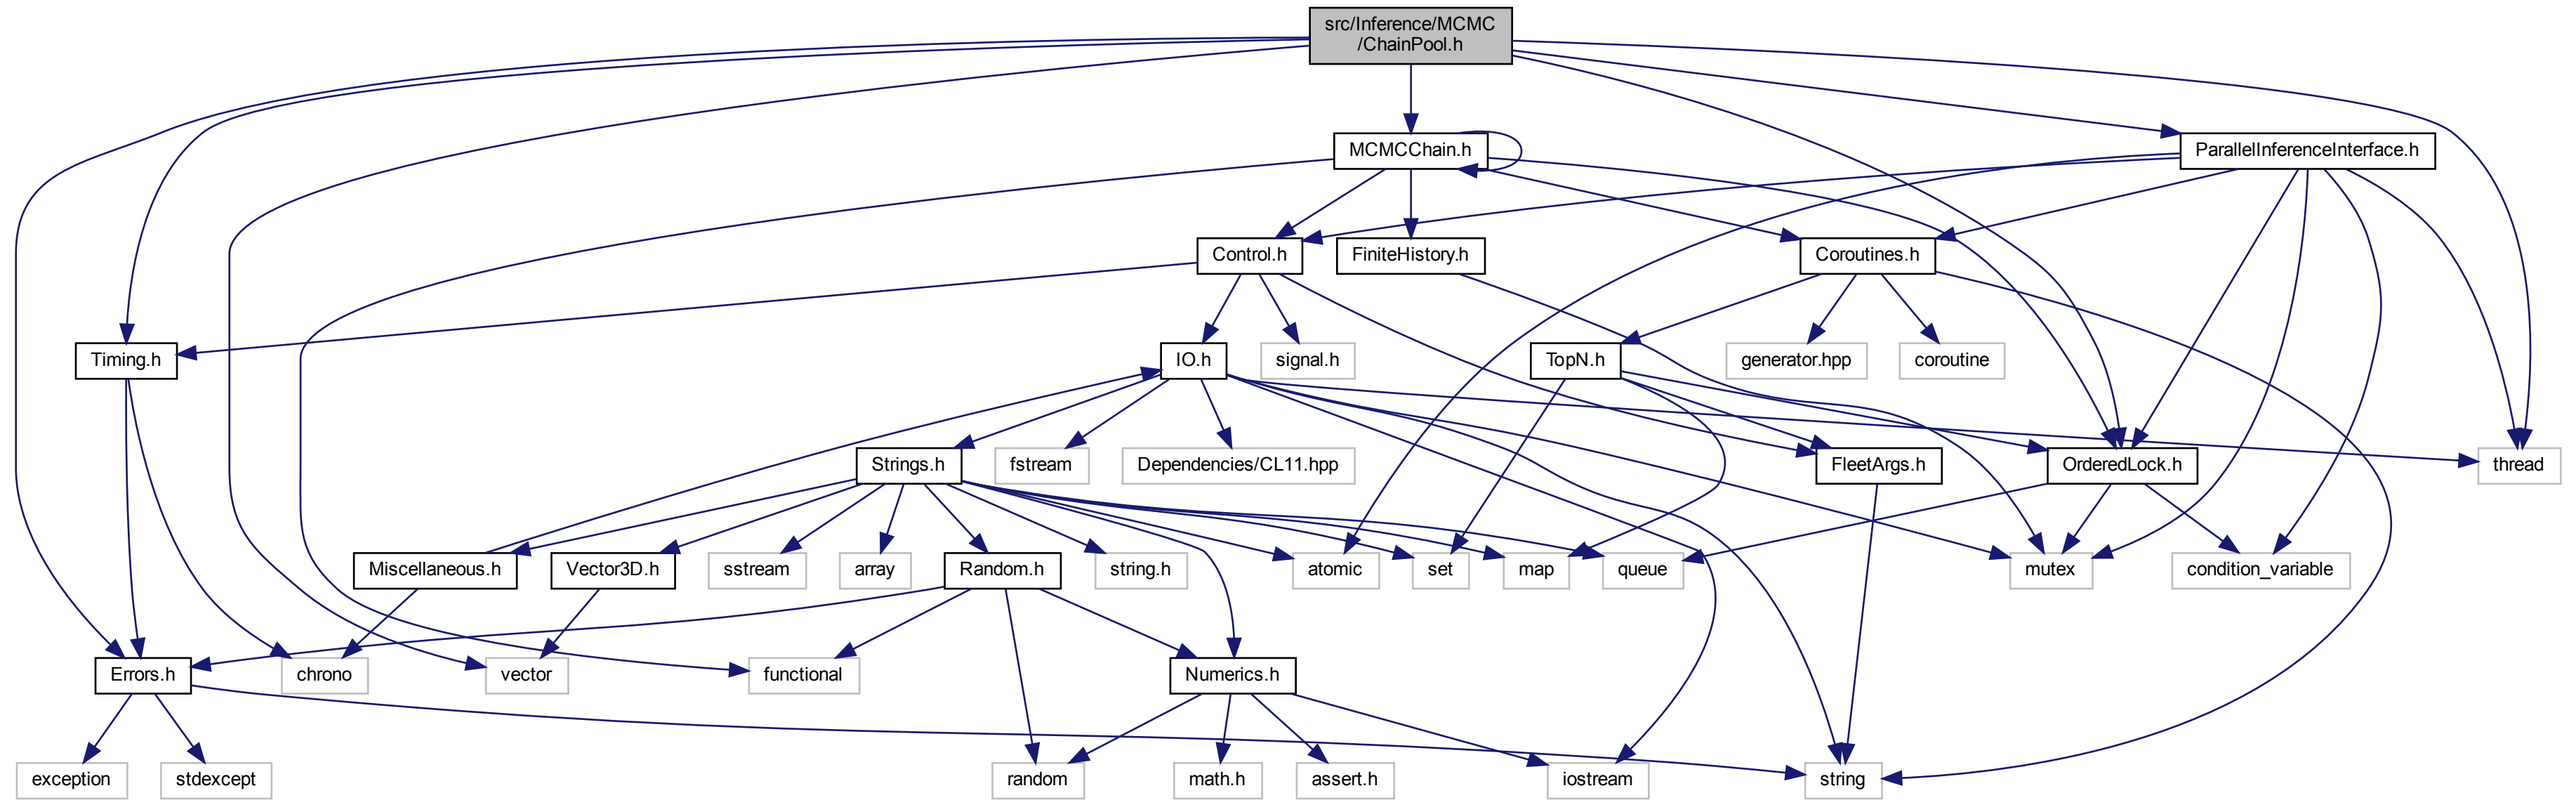 src/Inference/MCMC
/ChainPool.h
MCMCChain.h
ParallelInferenceInterface.h
Control.h
FiniteHistory.h
Coroutines.h
Timing.h
IO.h
signal.h
TopN.h
generator.hpp
coroutine
Strings.h
fstream
Dependencies/CL11.hpp
FleetArgs.h
OrderedLock.h
thread
Miscellaneous.h
Vector3D.h
sstream
array
Random.h
string.h
atomic
set
map
queue
mutex
condition_variable
Errors.h
chrono
vector
functional
Numerics.h
exception
stdexcept
random
math.h
assert.h
iostream
string